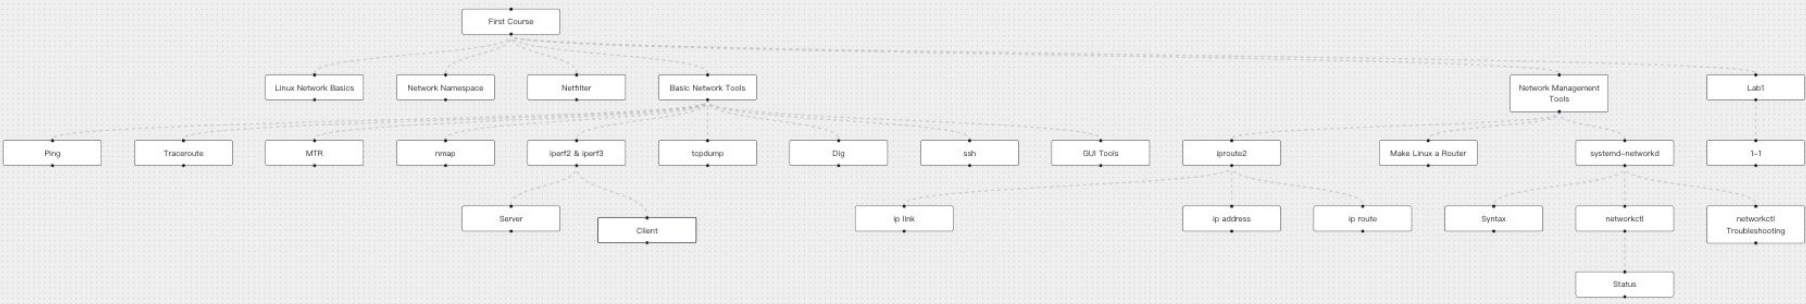 First Course
Linux Network Basics
Network Namespace
Netfilter
Basic Network Tools
Network Management
Tools
Lab1
Ping
Traceroute
MTR
nmap
iperf2 & iperf3
tcpdump
Dig
ssh
GUI Tools
iproute2
Make Linux a Router
systemd-networkd
1-1
Server
Client
ip link
ip address
ip route
Syntax
networkctl
networkctl
Troubleshooting
Status